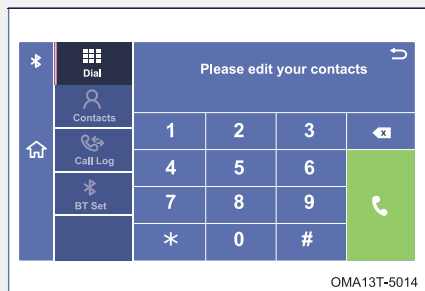 Dial
Please edit your contacts
Contacts
Call Log
BT Set
1 2 3 x
4 5 6
7 8 9
* 0 #
OMA13T-5014